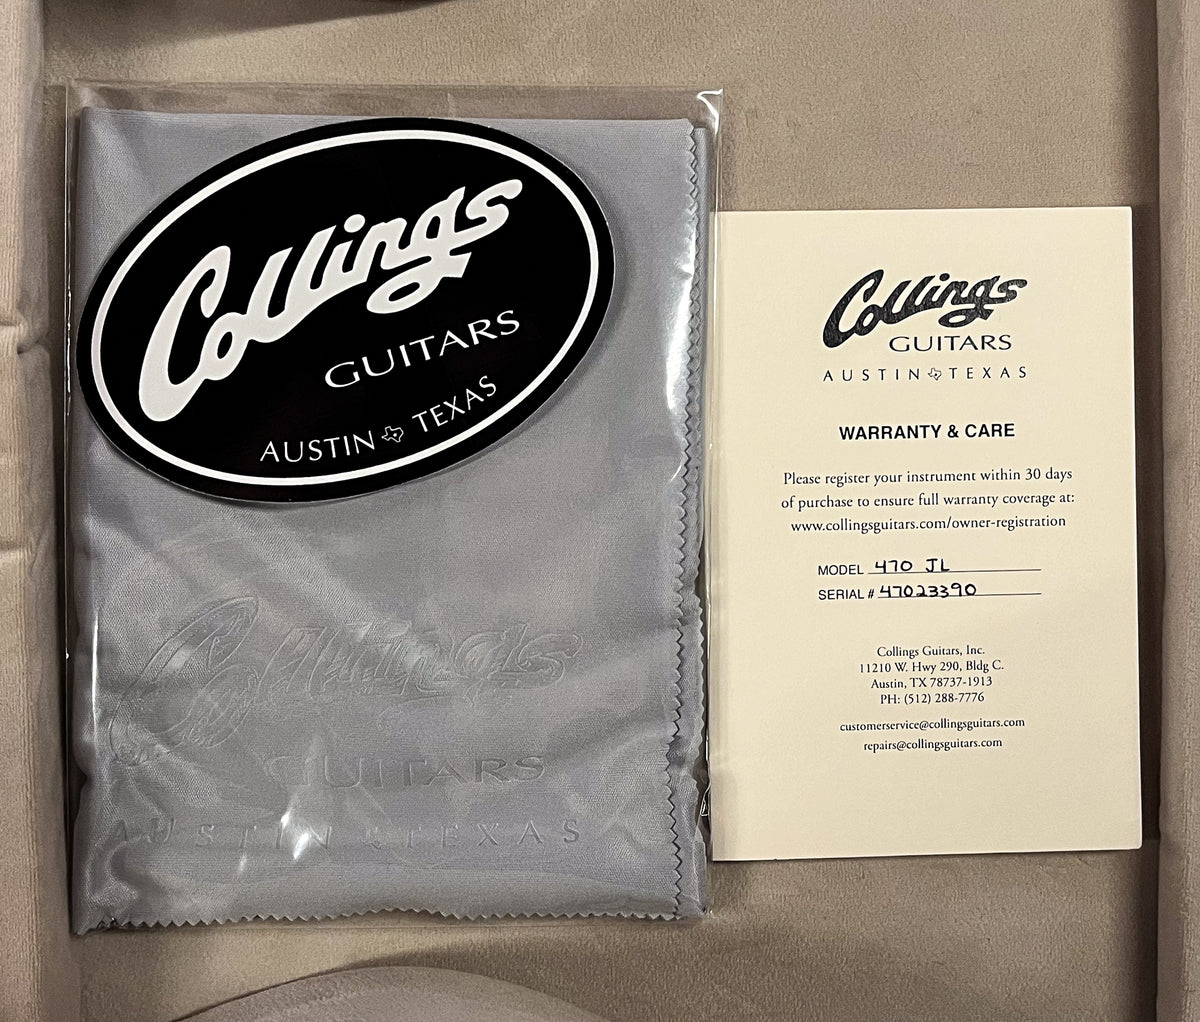 Collings
GUITARS
AUSTIN TEXAS
Collings
GUITARS
AUSTIN TEXAS
Collings
GUITARS
AUSTIN TEXAS
WARRANTY & CARE
Please register your instrument within 30 days
of purchase to ensure full warranty coverage at:
www.collingsguitars.com/owner-registration
MODEL 470 JL
SERIAL # 47023390
Collings Guitars, Inc.
11210 W. Hwy 290, Bldg C.
Austin, TX 78737-1913
PH: (512) 288-7776
customerservice@collingsguitars.com
repairs@collingsguitars.com